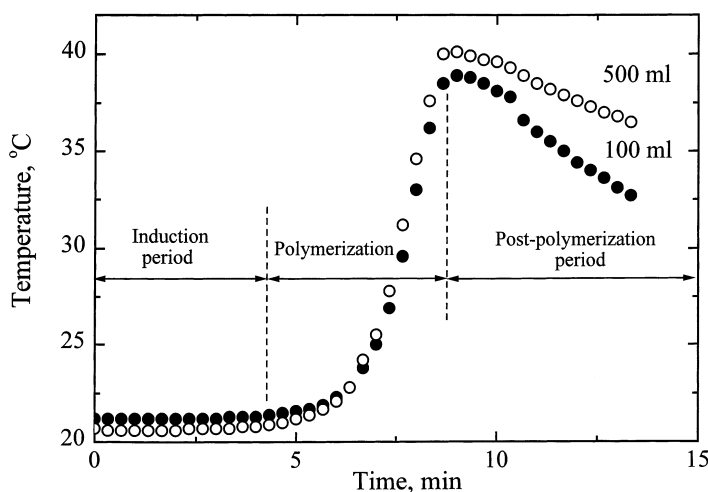 40
500 ml
35
100 ml
Temperature, °C
Induction
period
Polymerization
Post-polymerization
period
30
25
20
0
5
10
15
Time, min